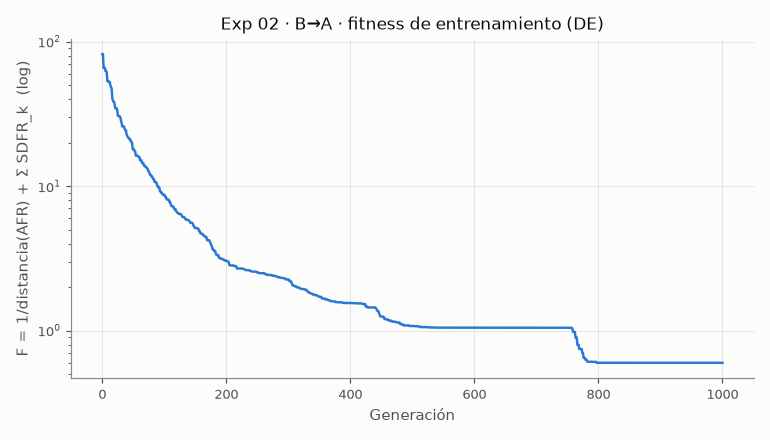 Exp 02 · B→A · fitness de entrenamiento (DE)
F = 1/distancia(AFR) + Σ SDFR_k (log)
10²
10¹
10⁰
0 200 400 600 800 1000
Generación